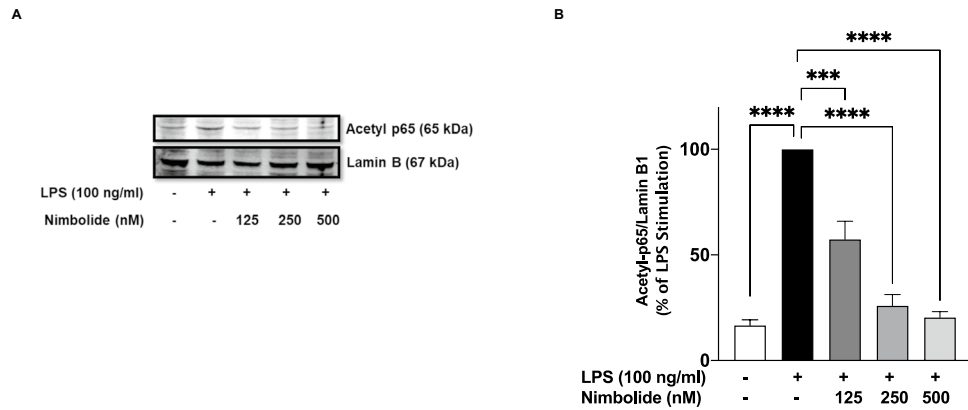 A
Acetyl p65 (65 kDa)
Lamin B (67 kDa)
LPS (100 ng/ml) - + + + +
Nimbolide (nM) - - 125 250 500
B
****
***
**** ****
Acetyl-p65/Lamin B1
(% of LPS Stimulation)
100
50
0
LPS (100 ng/ml) - + + + +
Nimbolide (nM) - - 125 250 500